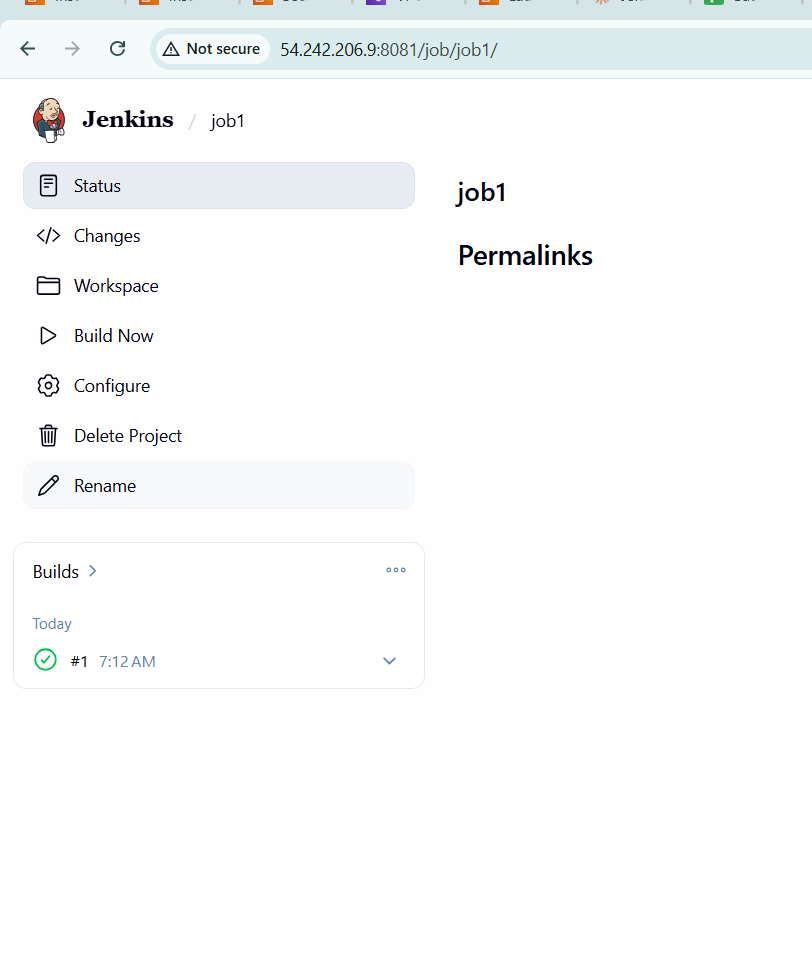 Not secure
54.242.206.9:8081/job/job1/
Jenkins / job1
Status
Changes
Workspace
Build Now
Configure
Delete Project
Rename
job1
Permalinks
Builds
Today
#1 7:12 AM